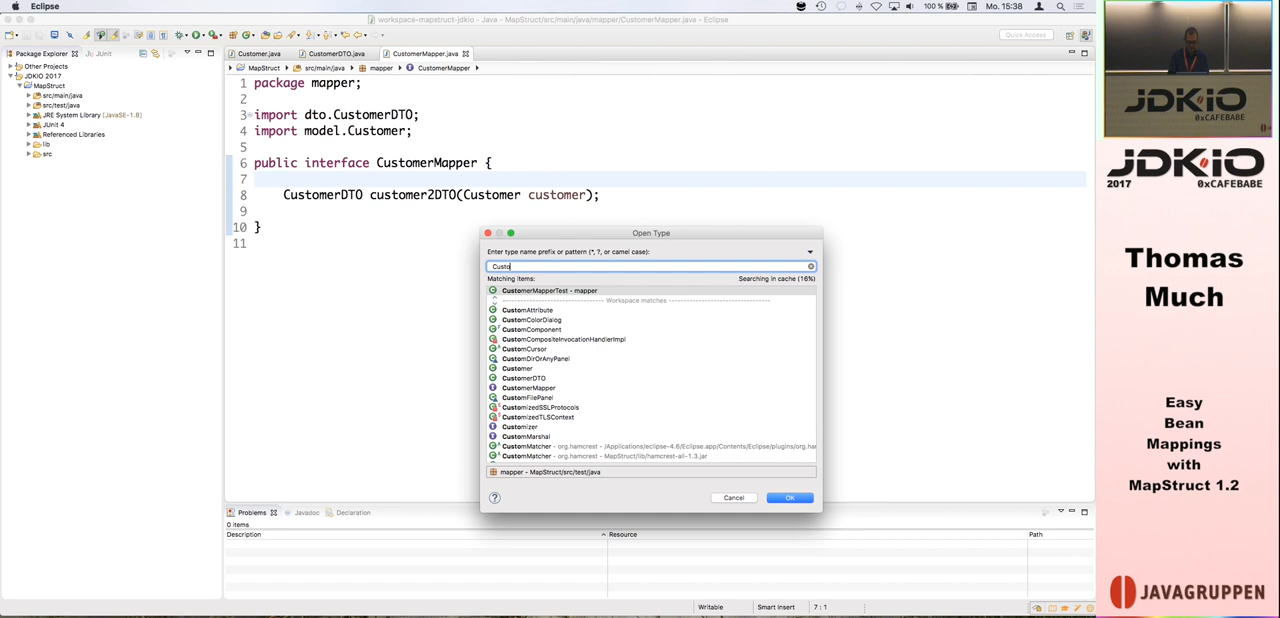 Eclipse
100 %
Mo. 15:38
workspace-mapstruct-jdkio - Java - MapStruct/src/main/java/mapper/CustomerMapper.java - Eclipse
Quick Access
Package Explorer
JUnit
Other Projects
JDKIO 2017
MapStruct
src/main/java
src/test/java
JRE System Library [JavaSE-1.8]
JUnit 4
Referenced Libraries
lib
src
Customer.java
CustomerDTO.java
CustomerMapper.java
MapStruct
src/main/java
mapper
CustomerMapper
1 package mapper;
2
3 import dto.CustomerDTO;
4 import model.Customer;
5
6 public interface CustomerMapper {
7
8 CustomerDTO customer2DTO(Customer customer);
9
10 }
11
Open Type
Enter type name prefix or pattern (*, ?, or camel case):
Custo
Matching items:
Searching in cache (16%)
CustomerMapperTest - mapper
Workspace matches
CustomAttribute
CustomColorDialog
CustomComponent
CustomCompositeInvocationHandlerImpl
CustomCursor
CustomDirOrAnyPanel
Customer
CustomerDTO
CustomerMapper
CustomFilePanel
CustomizedSSLProtocols
CustomizedTLSContext
Customizer
CustomMarshal
CustomMatcher - org.hamcrest - /Applications/eclipse-4.6/Eclipse.app/Contents/Eclipse/plugins/org.ha
CustomMatcher - org.hamcrest - MapStruct/lib/hamcrest-all-1.3.jar
mapper - MapStruct/src/test/java
?
Cancel
OK
Problems
Javadoc
Declaration
0 items
Description
Resource
Path
Writable
Smart Insert
7 : 1
JDKIO
0xCAFEBABE
JDKIO
2017
0xCAFEBABE
Thomas
Much
Easy
Bean
Mappings
with
MapStruct 1.2
JAVAGRUPPEN